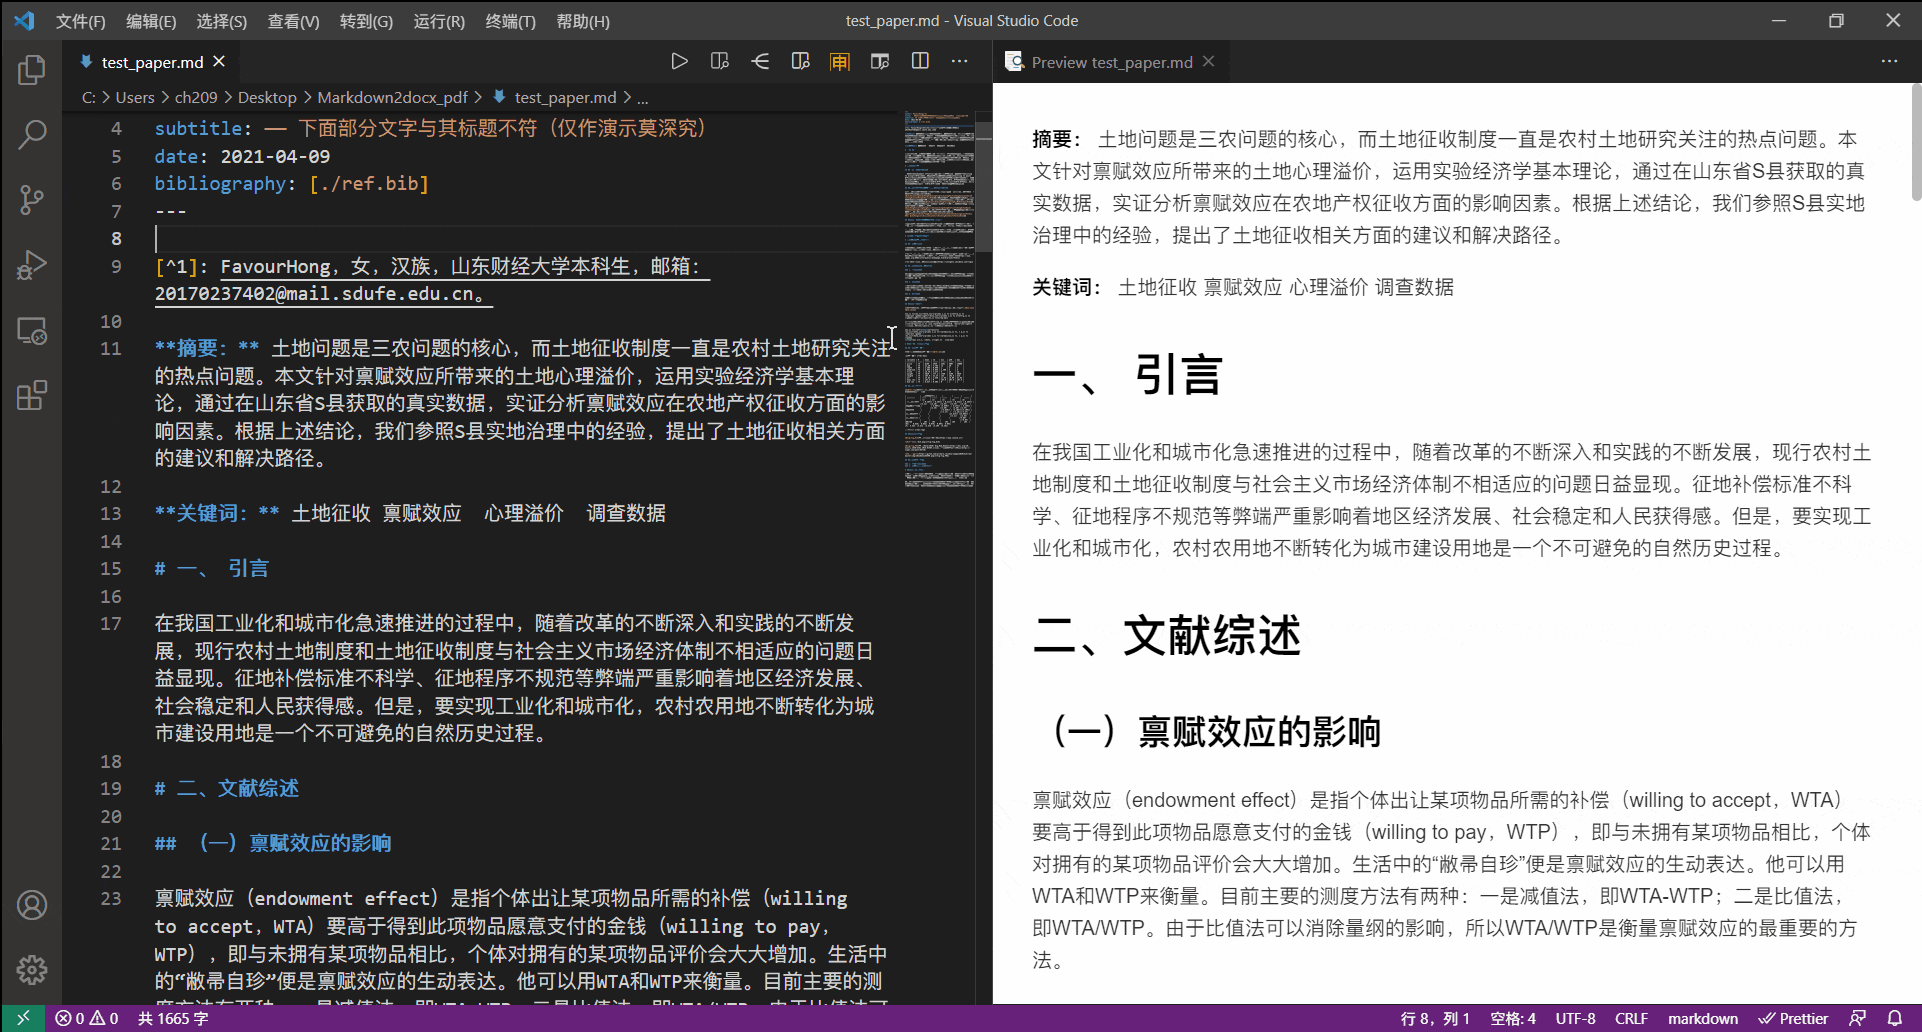 文件(F) 编辑(E) 选择(S) 查看(V) 转到(G) 运行(R) 终端(T) 帮助(H) test_paper.md - Visual Studio Code
test_paper.md
C: > Users > ch209 > Desktop > Markdown2docx_pdf > test_paper.md > ...
4 subtitle: —— 下面部分文字与其标题不符（仅作演示莫深究）
5 date: 2021-04-09
6 bibliography: [./ref.bib]
7 ---
8
9 [^1]: FavourHong，女，汉族，山东财经大学本科生，邮箱：
20170237402@mail.sdufe.edu.cn。
10
11 **摘要：** 土地问题是三农问题的核心，而土地征收制度一直是农村土地研究关注
的热点问题。本文针对禀赋效应所带来的土地心理溢价，运用实验经济学基本理
论，通过在山东省S县获取的真实数据，实证分析禀赋效应在农地产权征收方面的影
响因素。根据上述结论，我们参照S县实地治理中的经验，提出了土地征收相关方面
的建议和解决路径。
12
13 **关键词：** 土地征收 禀赋效应 心理溢价 调查数据
14
15 # 一、 引言
16
17 在我国工业化和城市化急速推进的过程中，随着改革的不断深入和实践的不断发
展，现行农村土地制度和土地征收制度与社会主义市场经济体制不相适应的问题日
益显现。征地补偿标准不科学、征地程序不规范等弊端严重影响着地区经济发展、
社会稳定和人民获得感。但是，要实现工业化和城市化，农村农用地不断转化为城
市建设用地是一个不可避免的自然历史过程。
18
19 # 二、文献综述
20
21 ## （一）禀赋效应的影响
22
23 禀赋效应（endowment effect）是指个体出让某项物品所需的补偿（willing
to accept，WTA）要高于得到此项物品愿意支付的金钱（willing to pay，
WTP），即与未拥有某项物品相比，个体对拥有的某项物品评价会大大增加。生活中
的“敝帚自珍”便是禀赋效应的生动表达。他可以用WTA和WTP来衡量。目前主要的测
度方法有两种：一是减值法，即WTA-WTP；二是比值法，即WTA/WTP。由于比值法可
Preview test_paper.md
摘要： 土地问题是三农问题的核心，而土地征收制度一直是农村土地研究关注的热点问题。本
文针对禀赋效应所带来的土地心理溢价，运用实验经济学基本理论，通过在山东省S县获取的真
实数据，实证分析禀赋效应在农地产权征收方面的影响因素。根据上述结论，我们参照S县实地
治理中的经验，提出了土地征收相关方面的建议和解决路径。
关键词： 土地征收 禀赋效应 心理溢价 调查数据
一、 引言
在我国工业化和城市化急速推进的过程中，随着改革的不断深入和实践的不断发展，现行农村土
地制度和土地征收制度与社会主义市场经济体制不相适应的问题日益显现。征地补偿标准不科
学、征地程序不规范等弊端严重影响着地区经济发展、社会稳定和人民获得感。但是，要实现工
业化和城市化，农村农用地不断转化为城市建设用地是一个不可避免的自然历史过程。
二、文献综述
（一）禀赋效应的影响
禀赋效应（endowment effect）是指个体出让某项物品所需的补偿（willing to accept，WTA）
要高于得到此项物品愿意支付的金钱（willing to pay，WTP），即与未拥有某项物品相比，个体
对拥有的某项物品评价会大大增加。生活中的“敝帚自珍”便是禀赋效应的生动表达。他可以用
WTA和WTP来衡量。目前主要的测度方法有两种：一是减值法，即WTA-WTP；二是比值法，
即WTA/WTP。由于比值法可以消除量纲的影响，所以WTA/WTP是衡量禀赋效应的最重要的方
法。
0 0 共 1665 字 行 8，列 1 空格: 4 UTF-8 CRLF markdown Prettier